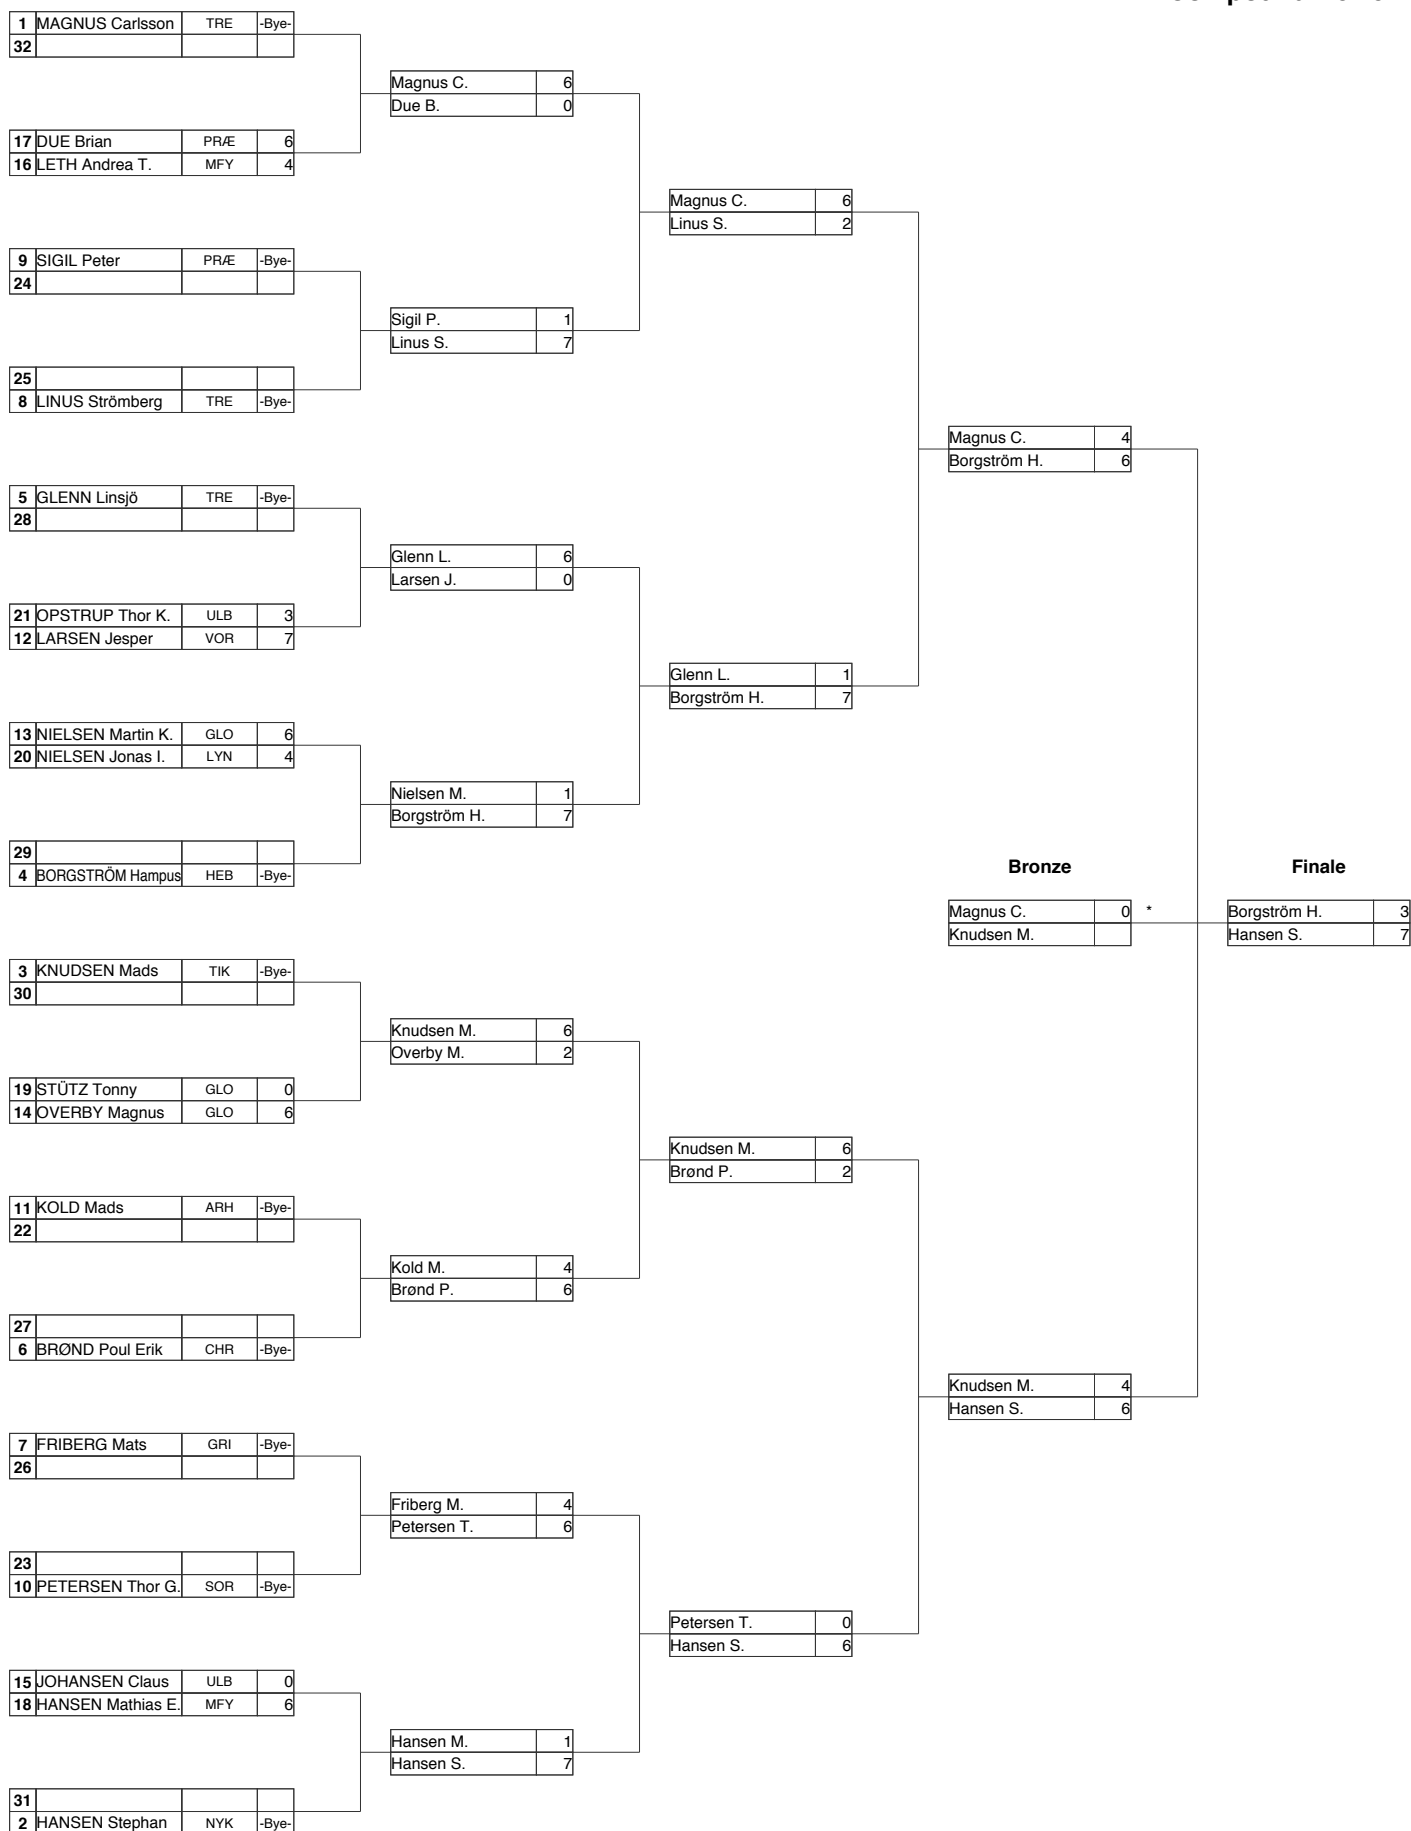 1 MAGNUS Carlsson TRE -Bye-
32
Magnus C. 6
Due B. 0
17 DUE Brian PRÆ 6
16 LETH Andrea T. MFY 4
Magnus C. 6
Linus S. 2
9 SIGIL Peter PRÆ -Bye-
24
Sigil P. 1
Linus S. 7
25
8 LINUS Strömberg TRE -Bye-
Magnus C. 4
Borgström H. 6
5 GLENN Linsjö TRE -Bye-
28
Glenn L. 6
Larsen J. 0
21 OPSTRUP Thor K. ULB 3
12 LARSEN Jesper VOR 7
Glenn L. 1
Borgström H. 7
13 NIELSEN Martin K. GLO 6
20 NIELSEN Jonas I. LYN 4
Nielsen M. 1
Borgström H. 7
29
4 BORGSTRÖM Hampus HEB -Bye-
Bronze Finale
Magnus C. 0 * Borgström H. 3
Knudsen M. Hansen S. 7
3 KNUDSEN Mads TIK -Bye-
30
Knudsen M. 6
Overby M. 2
19 STÜTZ Tonny GLO 0
14 OVERBY Magnus GLO 6
Knudsen M. 6
Brønd P. 2
11 KOLD Mads ARH -Bye-
22
Kold M. 4
Brønd P. 6
27
6 BRØND Poul Erik CHR -Bye-
Knudsen M. 4
Hansen S. 6
7 FRIBERG Mats GRI -Bye-
26
Friberg M. 4
Petersen T. 6
23
10 PETERSEN Thor G. SOR -Bye-
Petersen T. 0
Hansen S. 6
15 JOHANSEN Claus ULB 0
18 HANSEN Mathias E. MFY 6
Hansen M. 1
Hansen S. 7
31
2 HANSEN Stephan NYK -Bye-